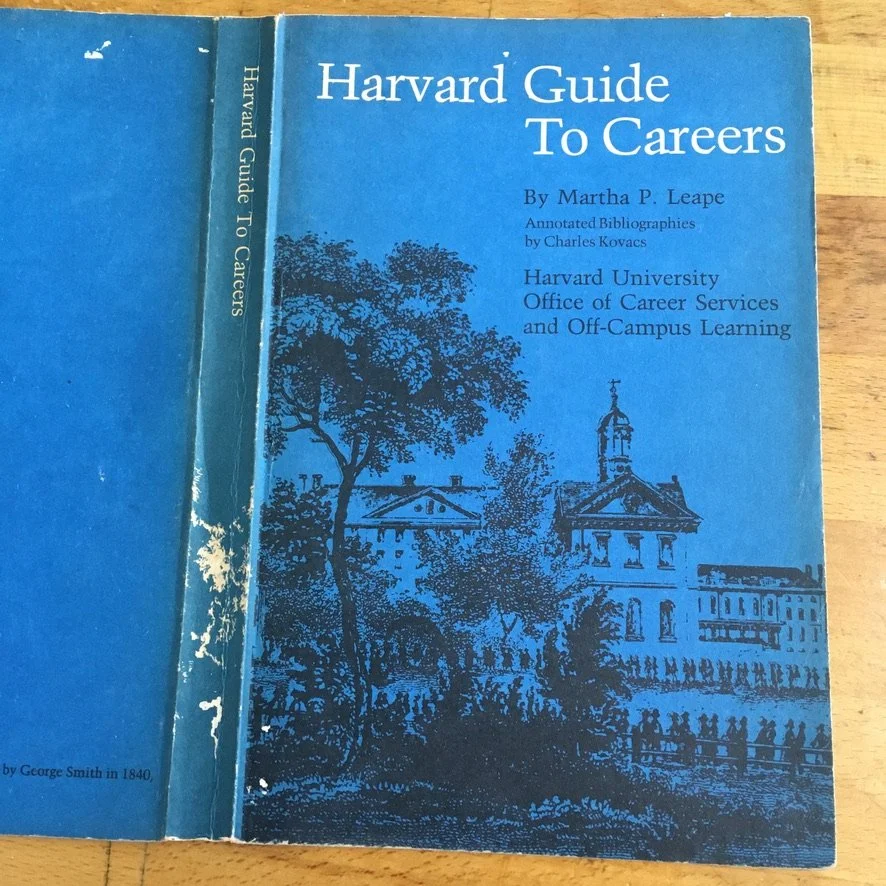 by George Smith in 1840,
Harvard Guide To Careers
Harvard Guide
To Careers
By Martha P. Leape
Annotated Bibliographies
by Charles Kovacs
Harvard University
Office of Career Services
and Off-Campus Learning